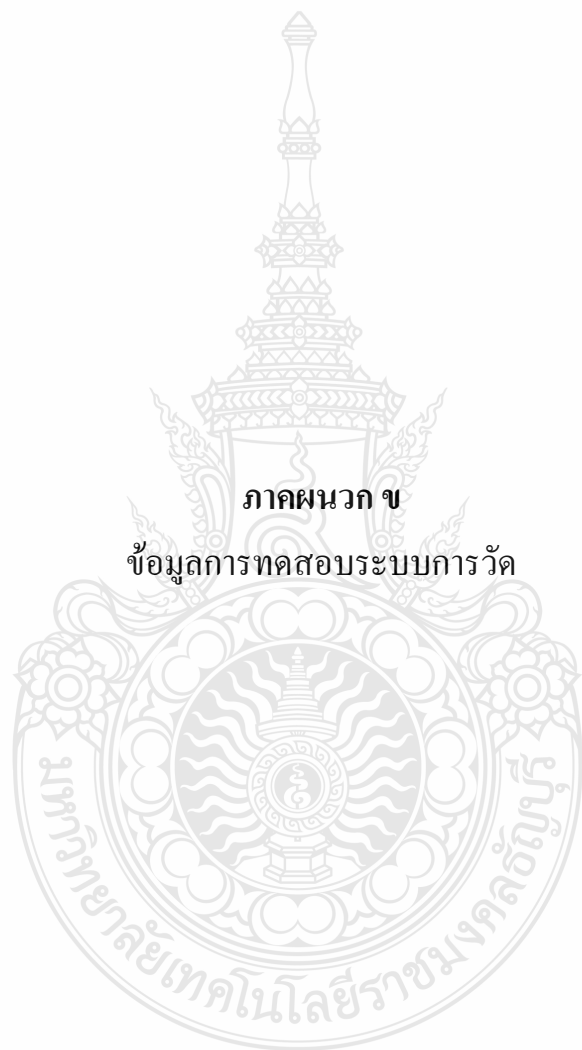 ภาคผนวก ข
ข้อมูลการทดสอบระบบการวัด
มหาวิทยาลัยเทคโนโลยีราชมงคลธัญบุรี